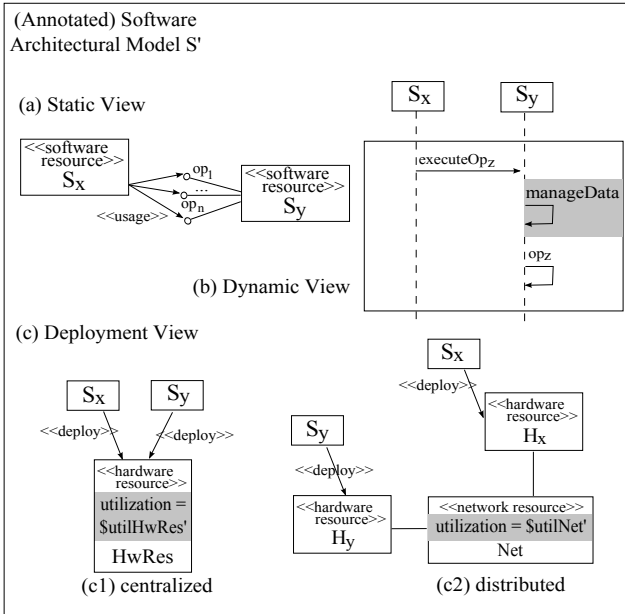 (Annotated) Software
Architectural Model S'
(a) Static View
<<software
resource>>
Sx
op1
...
opn
<<usage>>
<<software
resource>>
Sy
Sx
Sy
executeOpz
manageData
opz
(b) Dynamic View
(c) Deployment View
Sx
Sy
<<deploy>>
<<deploy>>
<<hardware
resource>>
utilization =
$utilHwRes'
HwRes
(c1) centralized
Sx
<<deploy>>
<<hardware
resource>>
Hx
Sy
<<deploy>>
<<hardware
resource>>
Hy
<<network resource>>
utilization = $utilNet'
Net
(c2) distributed